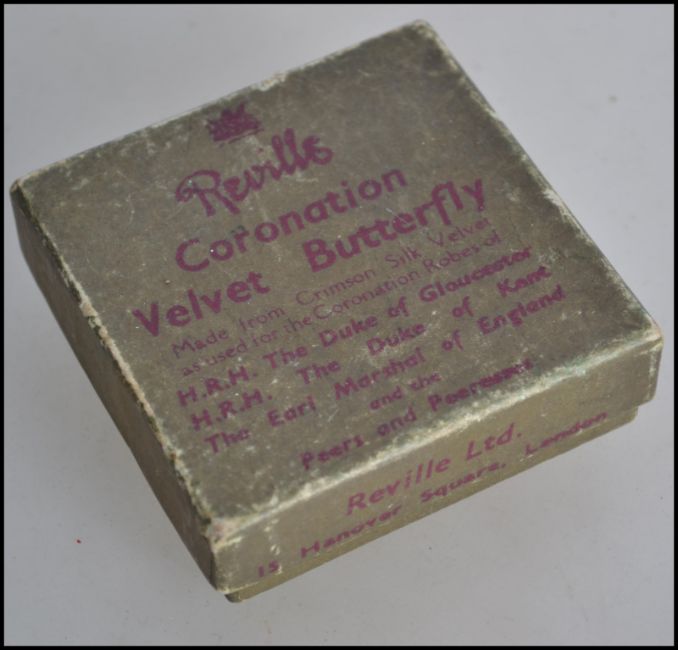 Reville
Coronation
Velvet Butterfly
Made from Crimson Silk Velvet
as used for the Coronation Robes of
H.R.H. The Duke of Gloucester
H.R.H. The Duke of Kent
The Earl Marshal of England
and the
Peers and Peeresses
Reville Ltd.
15 Hanover Square, London